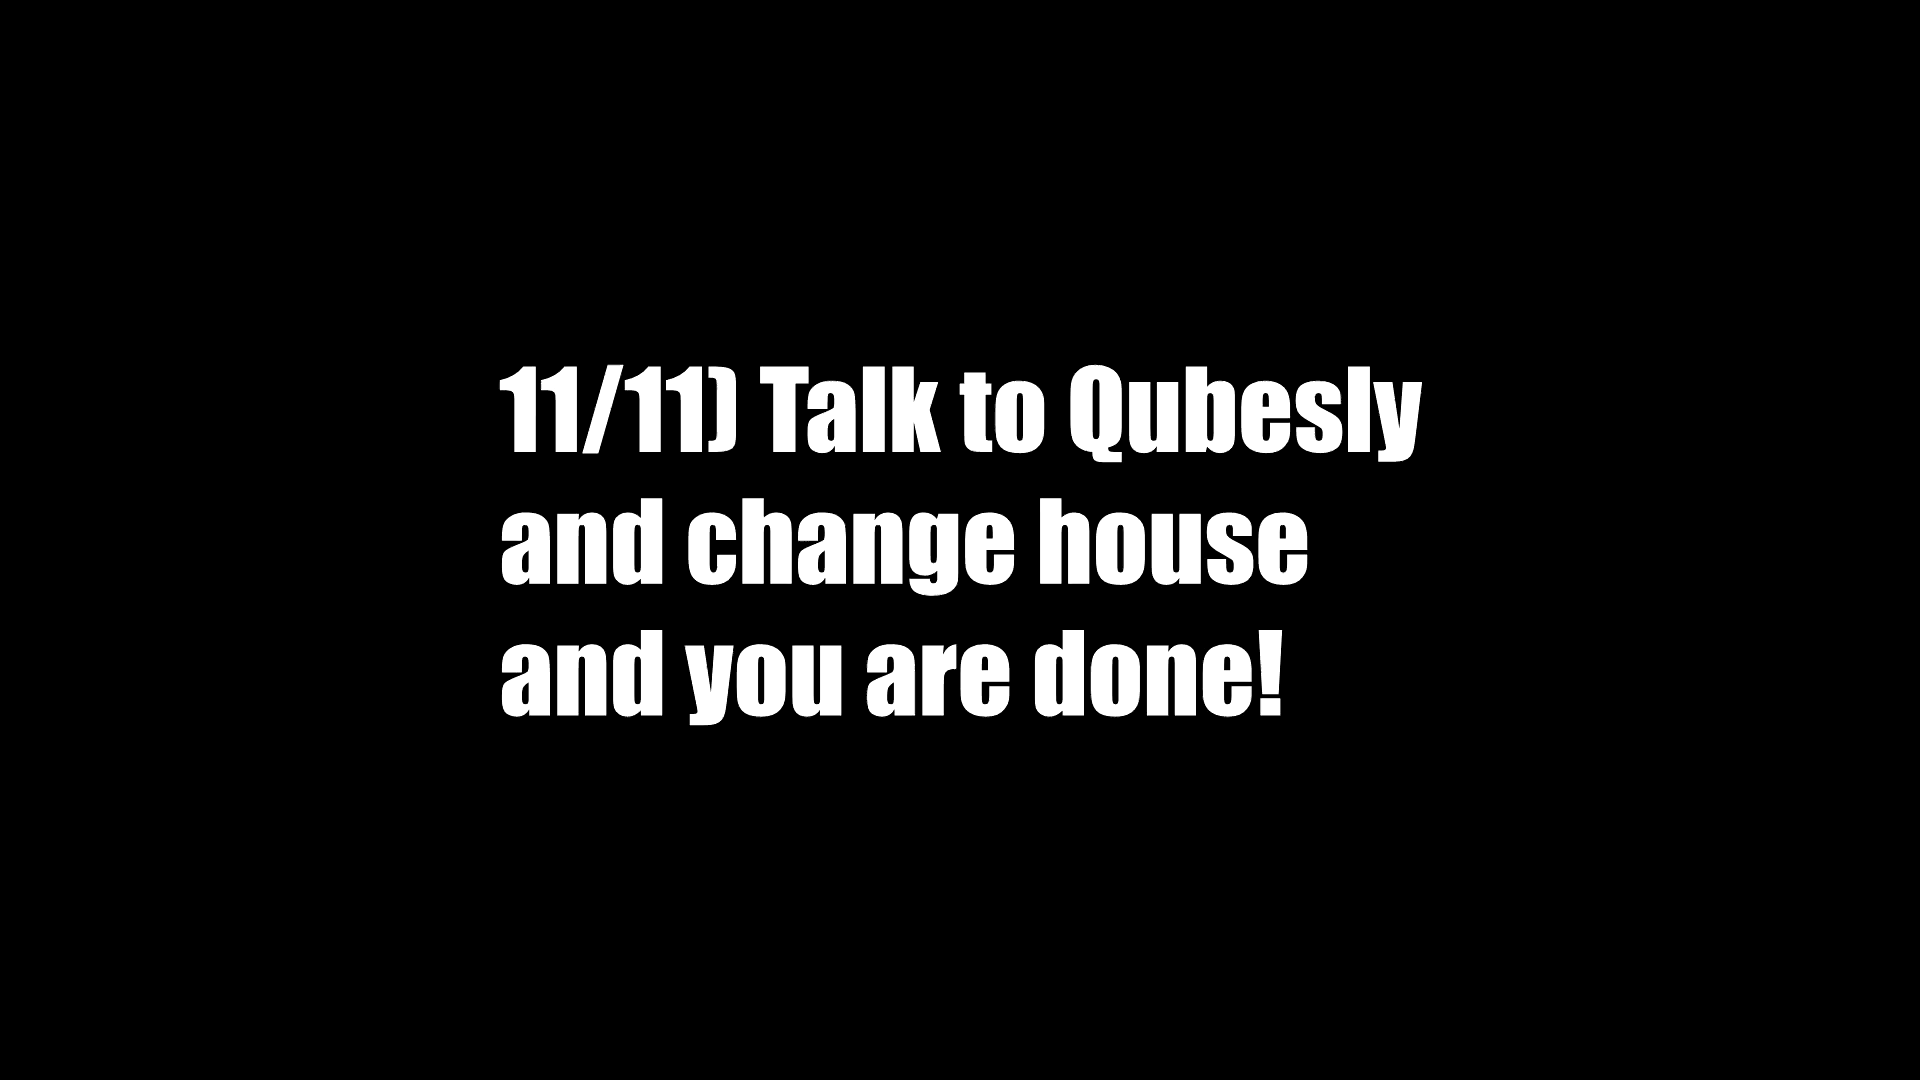 11/11) Talk to Qubesly
and change house
and you are done!